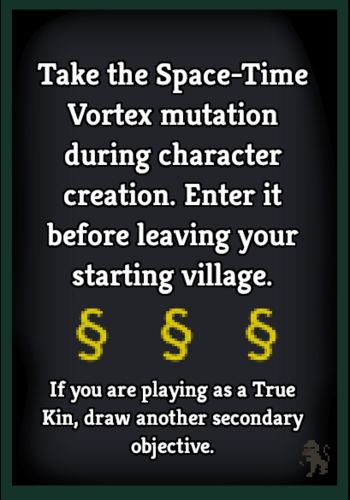 Take the Space-Time
Vortex mutation
during character
creation. Enter it
before leaving your
starting village.
§ § §
If you are playing as a True
Kin, draw another secondary
objective.